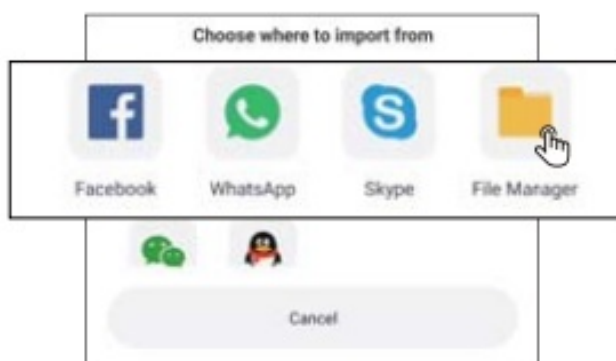 Choose where to import from
Facebook WhatsApp Skype File Manager
Cancel